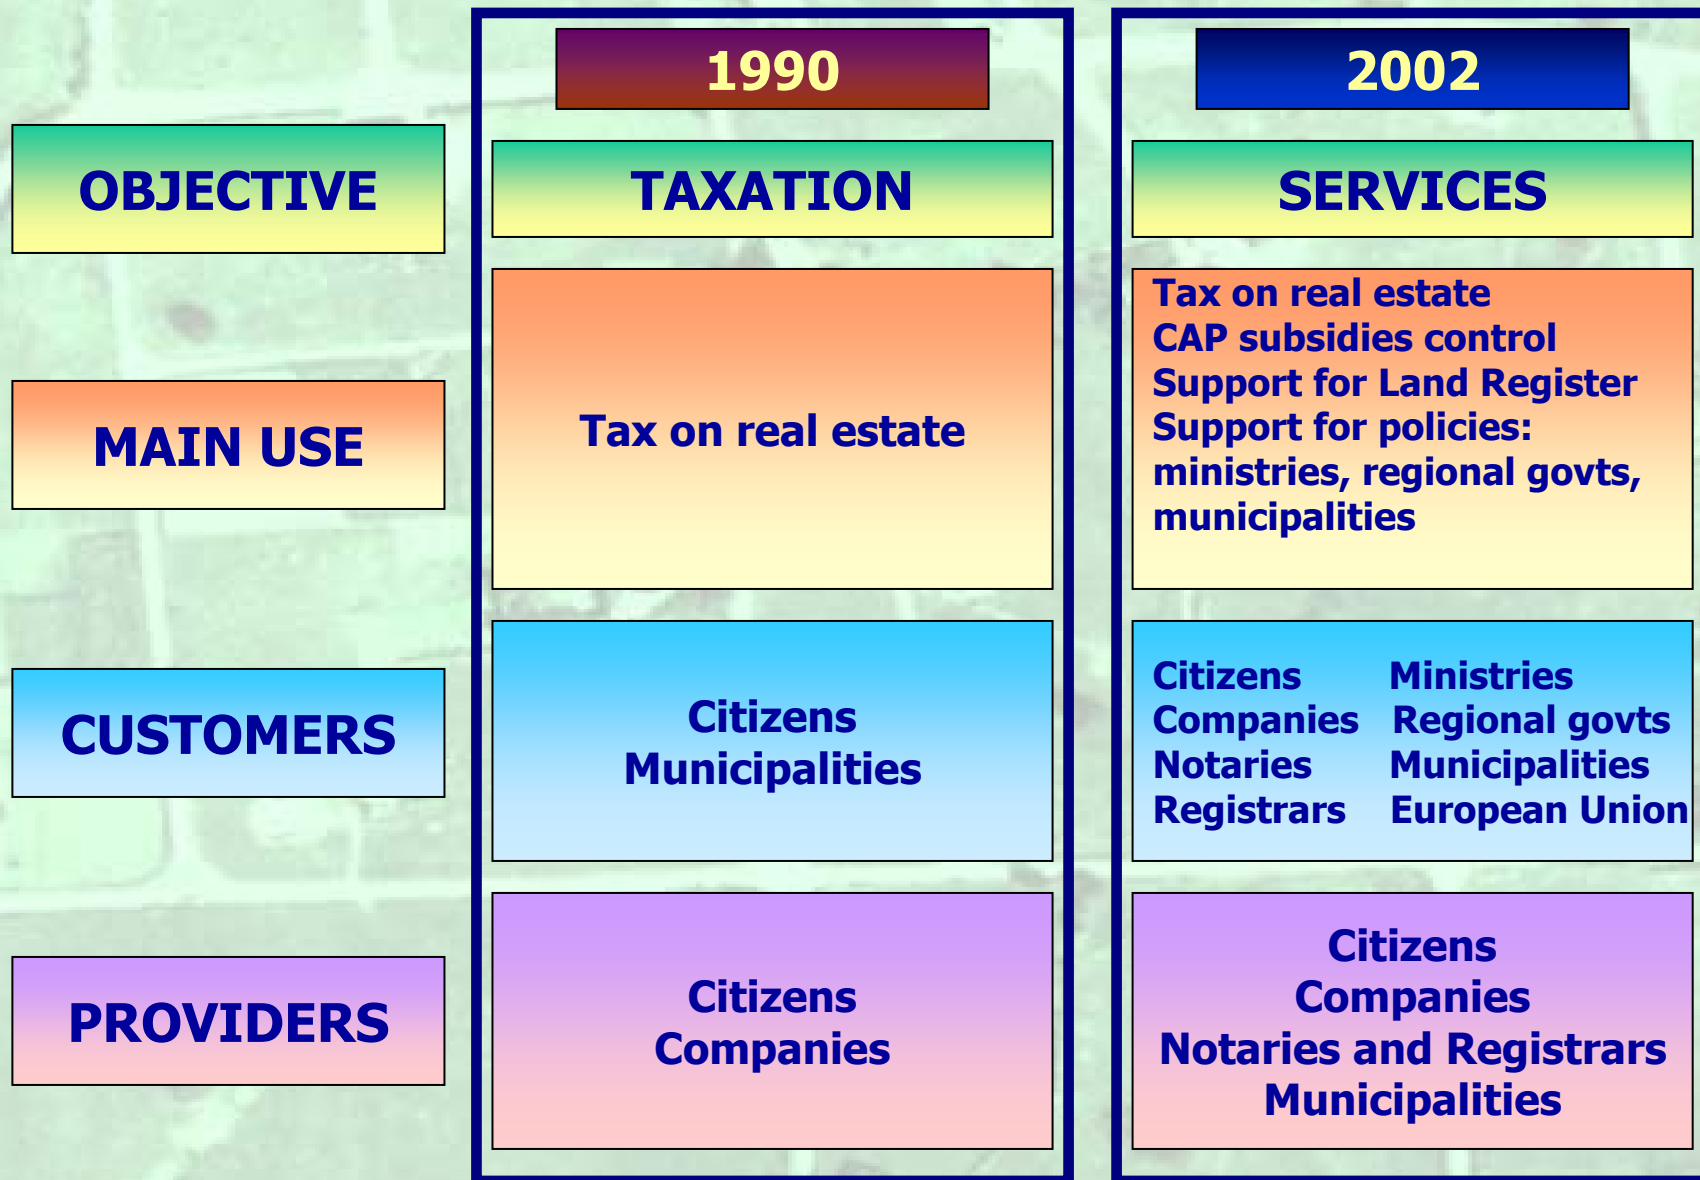 1990
2002
OBJECTIVE
TAXATION
SERVICES
MAIN USE
Tax on real estate
Tax on real estate
CAP subsidies control
Support for Land Register
Support for policies:
ministries, regional govts,
municipalities
CUSTOMERS
Citizens
Municipalities
Citizens Ministries
Companies Regional govts
Notaries Municipalities
Registrars European Union
PROVIDERS
Citizens
Companies
Citizens
Companies
Notaries and Registrars
Municipalities